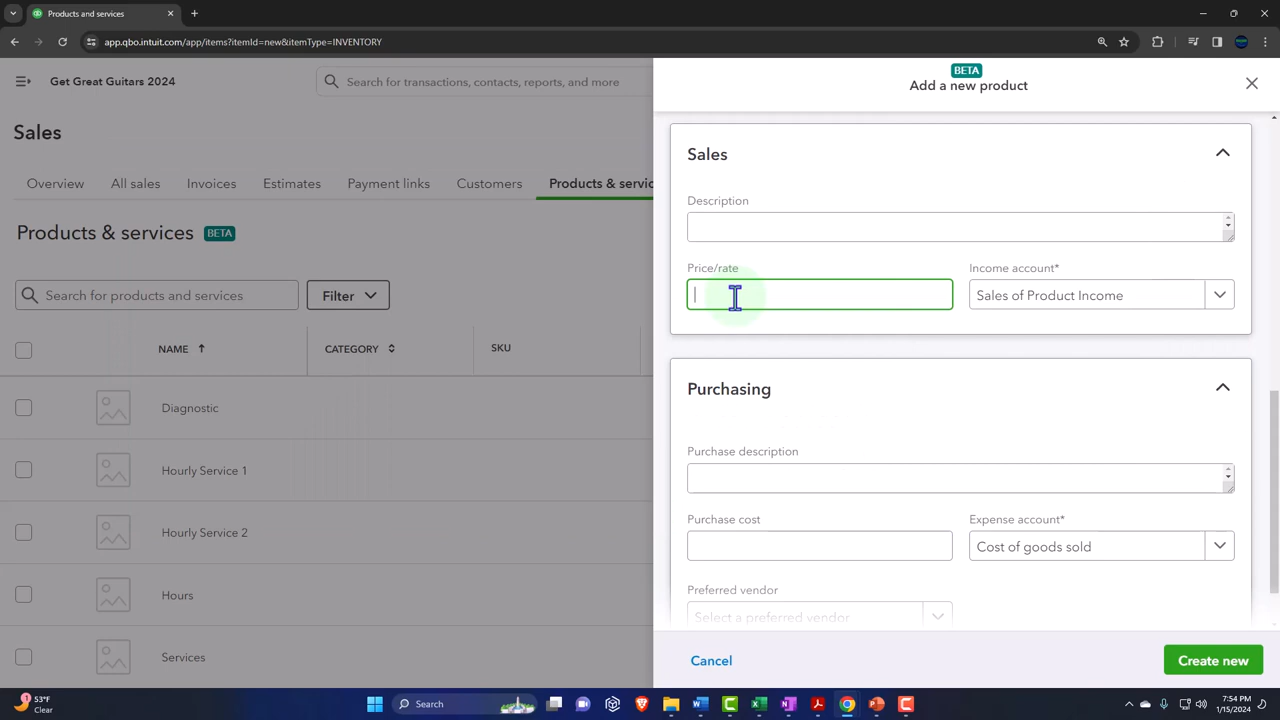 Products and services
app.qbo.intuit.com/app/items?itemId=new&itemType=INVENTORY
Get Great Guitars 2024
Search for transactions, contacts, reports, and more
BETA
Add a new product
Sales
Overview
All sales
Invoices
Estimates
Payment links
Customers
Products & servic
Products & services
BETA
Search for products and services
Filter
NAME
CATEGORY
SKU
Diagnostic
Hourly Service 1
Hourly Service 2
Hours
Services
Sales
Description
Price/rate
Income account*
Sales of Product Income
Purchasing
Purchase description
Purchase cost
Expense account*
Cost of goods sold
Preferred vendor
Select a preferred vendor
Cancel
Create new
1
53°F
Clear
Search
7:54 PM
1/15/2024